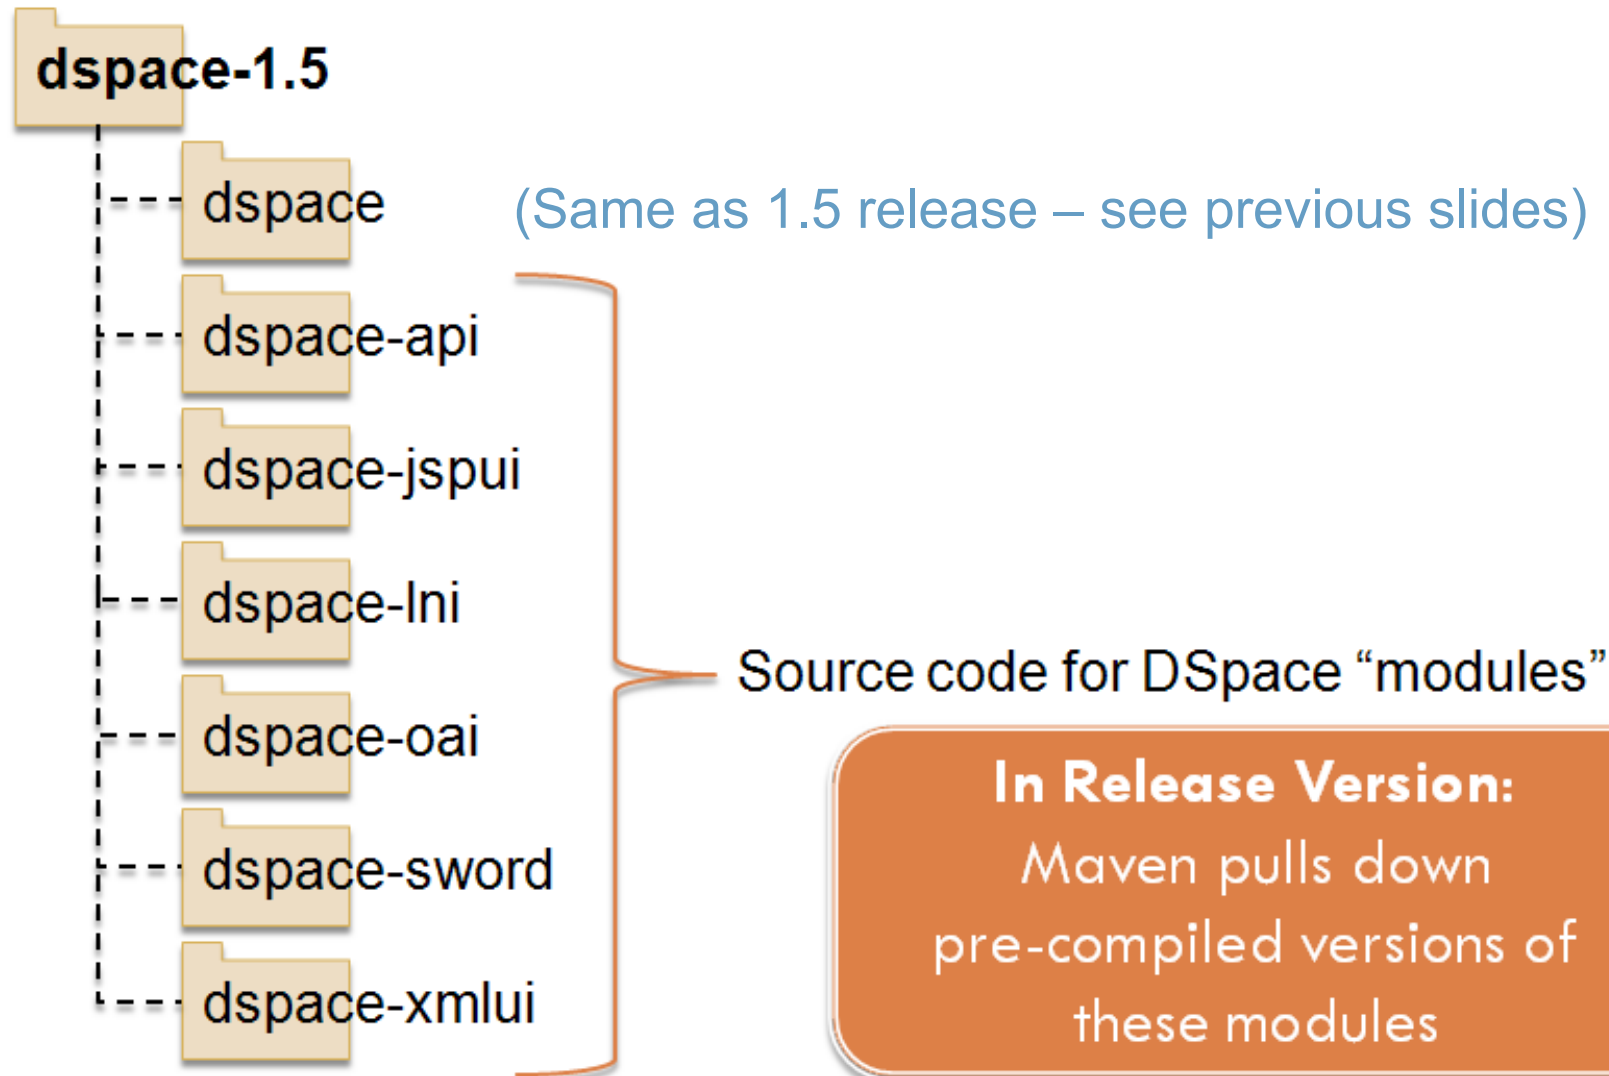 dspace-1.5
dspace
(Same as 1.5 release – see previous slides)
dspace-api
dspace-jspui
dspace-lni
dspace-oai
dspace-sword
dspace-xmlui
Source code for DSpace “modules”
In Release Version:
Maven pulls down
pre-compiled versions of
these modules